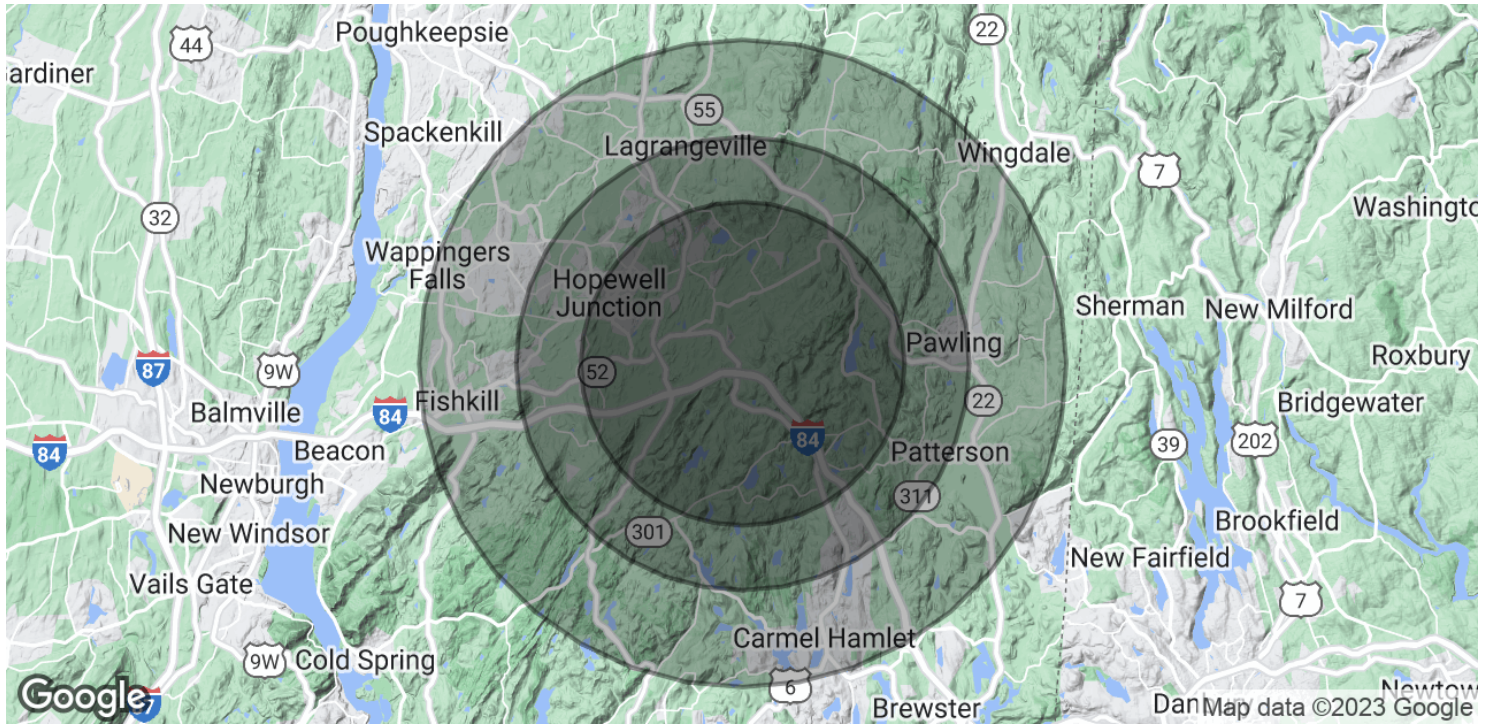 44
Poughkeepsie
22
ardiner
55
Spackenkill
Lagrangeville
Wingdale
7
32
Washingtc
Wappingers
Falls
Hopewell
Junction
Sherman
New Milford
87
9W
52
Pawling
Roxbury
84
Fishkill
22
Balmville
Bridgewater
84
Beacon
84
Patterson
39
202
Newburgh
311
New Windsor
301
Brookfield
New Fairfield
Vails Gate
7
Carmel Hamlet
9W
Cold Spring
6
Google
Brewster
Map data ©2023 Google